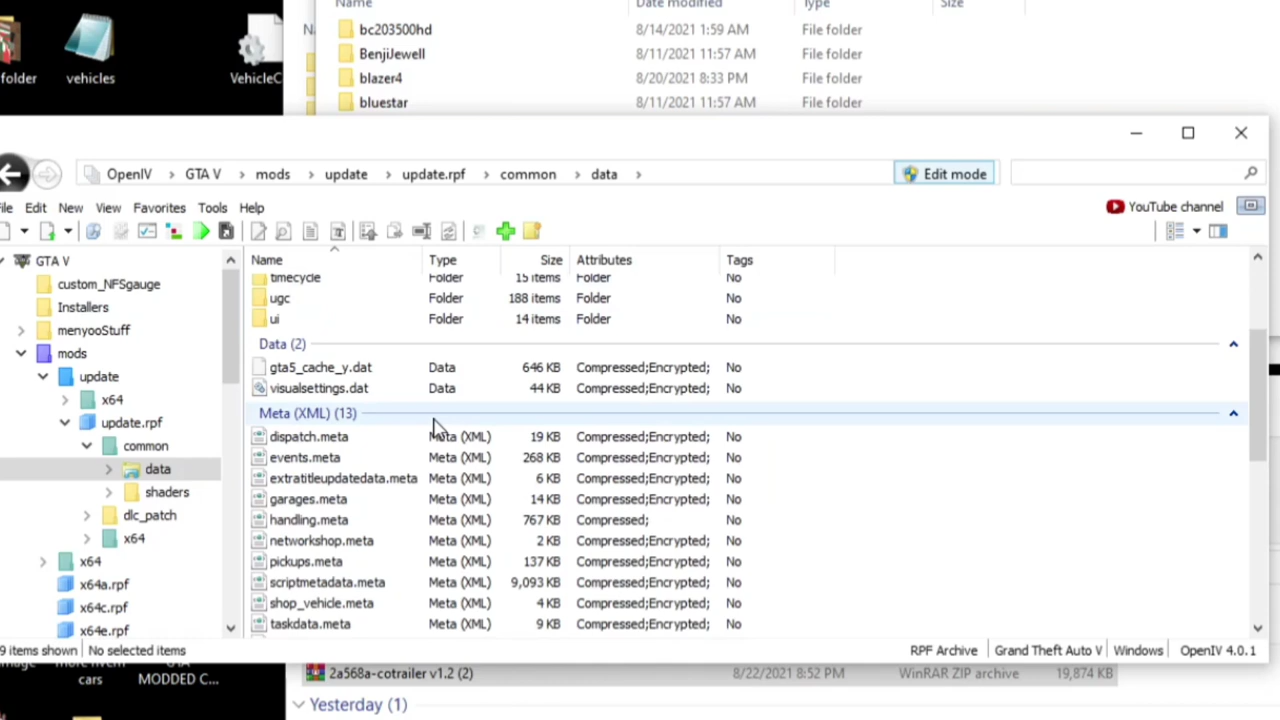 Name Date modified Type Size
bc203500hd 8/14/2021 1:59 AM File folder
BenjiJewell 8/11/2021 11:57 AM File folder
blazer4 8/20/2021 8:33 PM File folder
bluestar 8/11/2021 11:57 AM File folder
folder vehicles VehicleC
OpenIV › GTA V › mods › update › update.rpf › common › data › Edit mode
File Edit New View Favorites Tools Help YouTube channel
GTA V
custom_NFSgauge
Installers
menyooStuff
mods
update
x64
update.rpf
common
data
shaders
dlc_patch
x64
x64
x64a.rpf
x64c.rpf
x64e.rpf
Name Type Size Attributes Tags
timecycle Folder 15 items Folder No
ugc Folder 188 items Folder No
ui Folder 14 items Folder No
Data (2)
gta5_cache_y.dat Data 646 KB Compressed;Encrypted; No
visualsettings.dat Data 44 KB Compressed;Encrypted; No
Meta (XML) (13)
dispatch.meta Meta (XML) 19 KB Compressed;Encrypted; No
events.meta Meta (XML) 268 KB Compressed;Encrypted; No
extratitleupdatedata.meta Meta (XML) 6 KB Compressed;Encrypted; No
garages.meta Meta (XML) 14 KB Compressed;Encrypted; No
handling.meta Meta (XML) 767 KB Compressed; No
networkshop.meta Meta (XML) 2 KB Compressed;Encrypted; No
pickups.meta Meta (XML) 137 KB Compressed;Encrypted; No
scriptmetadata.meta Meta (XML) 9,093 KB Compressed;Encrypted; No
shop_vehicle.meta Meta (XML) 4 KB Compressed;Encrypted; No
taskdata.meta Meta (XML) 9 KB Compressed;Encrypted; No
9 items shown No selected items RPF Archive Grand Theft Auto V Windows OpenIV 4.0.1
cars
GTA
MODDED C...
2a568a-cotrailer v1.2 (2) 8/22/2021 8:52 PM WinRAR ZIP archive 19,874 KB
Yesterday (1)